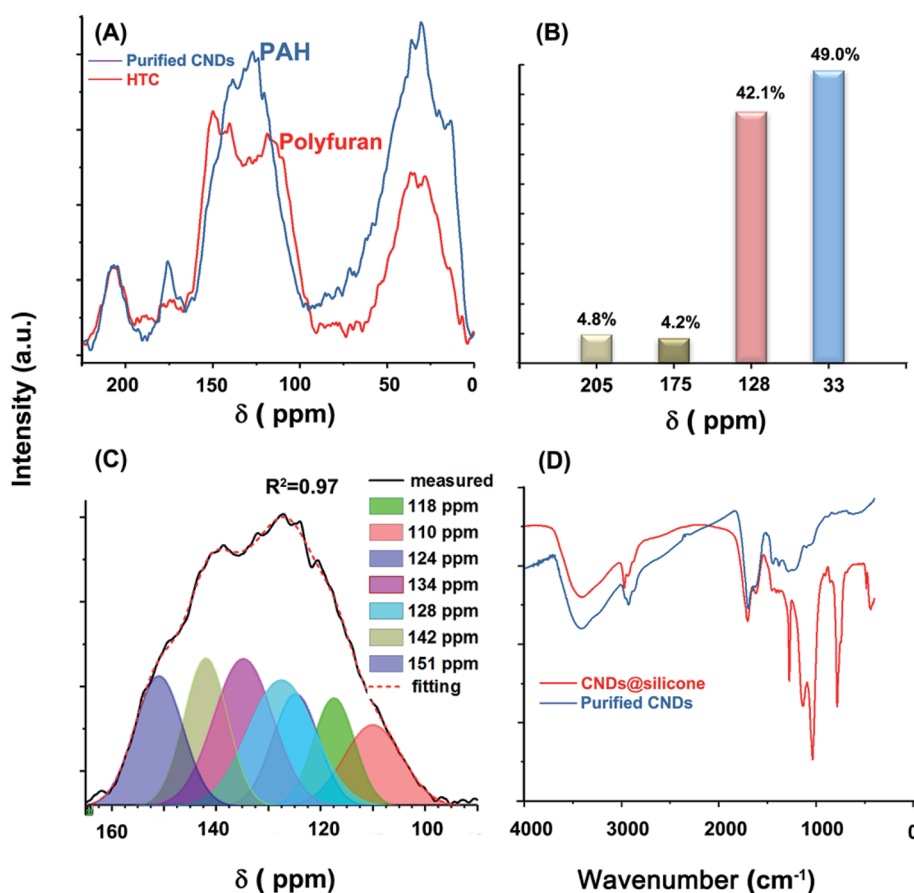 (A)
Purified CNDs
HTC
PAH
Polyfuran
200 150 100 50 0
δ ( ppm)
(B)
4.8%
4.2%
42.1%
49.0%
205 175 128 33
δ ( ppm)
Intensity (a.u.)
(C)
R²=0.97
measured
118 ppm
110 ppm
124 ppm
134 ppm
128 ppm
142 ppm
151 ppm
fitting
160 140 120 100
δ ( ppm)
(D)
CNDs@silicone
Purified CNDs
4000 3000 2000 1000 0
Wavenumber (cm⁻¹)